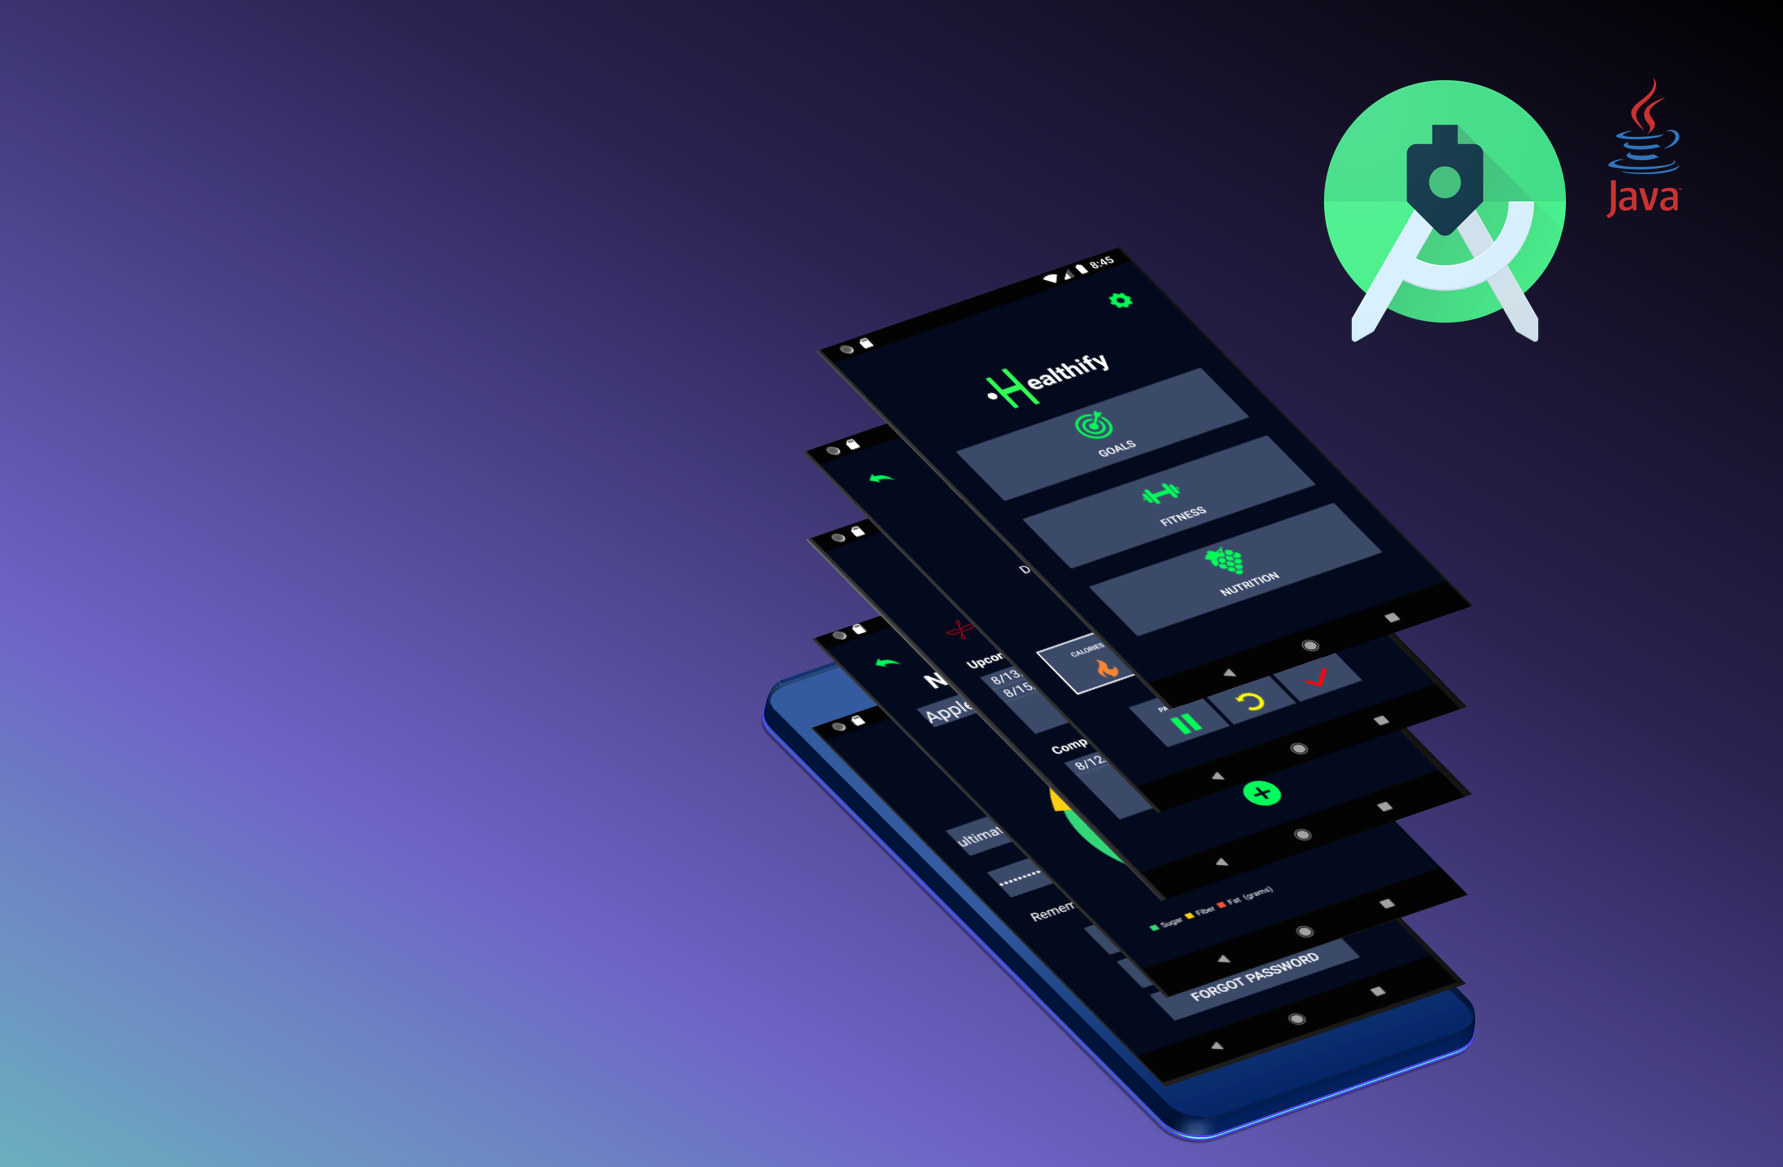 Java
8:45
.Healthify
GOALS
FITNESS
NUTRITION
D
CALORIES
Upcor
8/13.
8/15.
PA
Comp
8/12.
N
Apple
Sugar Fiber Fat (grams)
ultimat
•••••••••
Remem
FORGOT PASSWORD